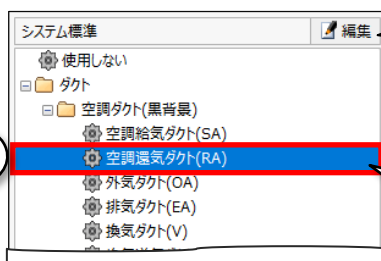 システム標準 編集
使用しない
ダクト
空調ダクト(黒背景)
空調給気ダクト(SA)
空調還気ダクト(RA)
外気ダクト(OA)
排気ダクト(EA)
換気ダクト(V)